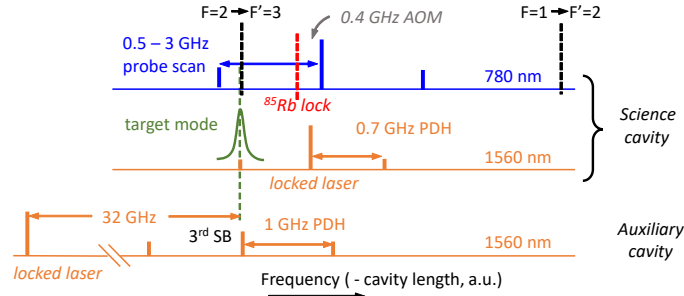 F=2 → F'=3
0.4 GHz AOM
F=1 → F'=2
0.5 – 3 GHz
probe scan
780 nm
⁸⁵Rb lock
target mode
0.7 GHz PDH
Science
cavity
locked laser
1560 nm
32 GHz
3ʳᵈ SB
1 GHz PDH
1560 nm
Auxiliary
cavity
locked laser
Frequency ( - cavity length, a.u.)